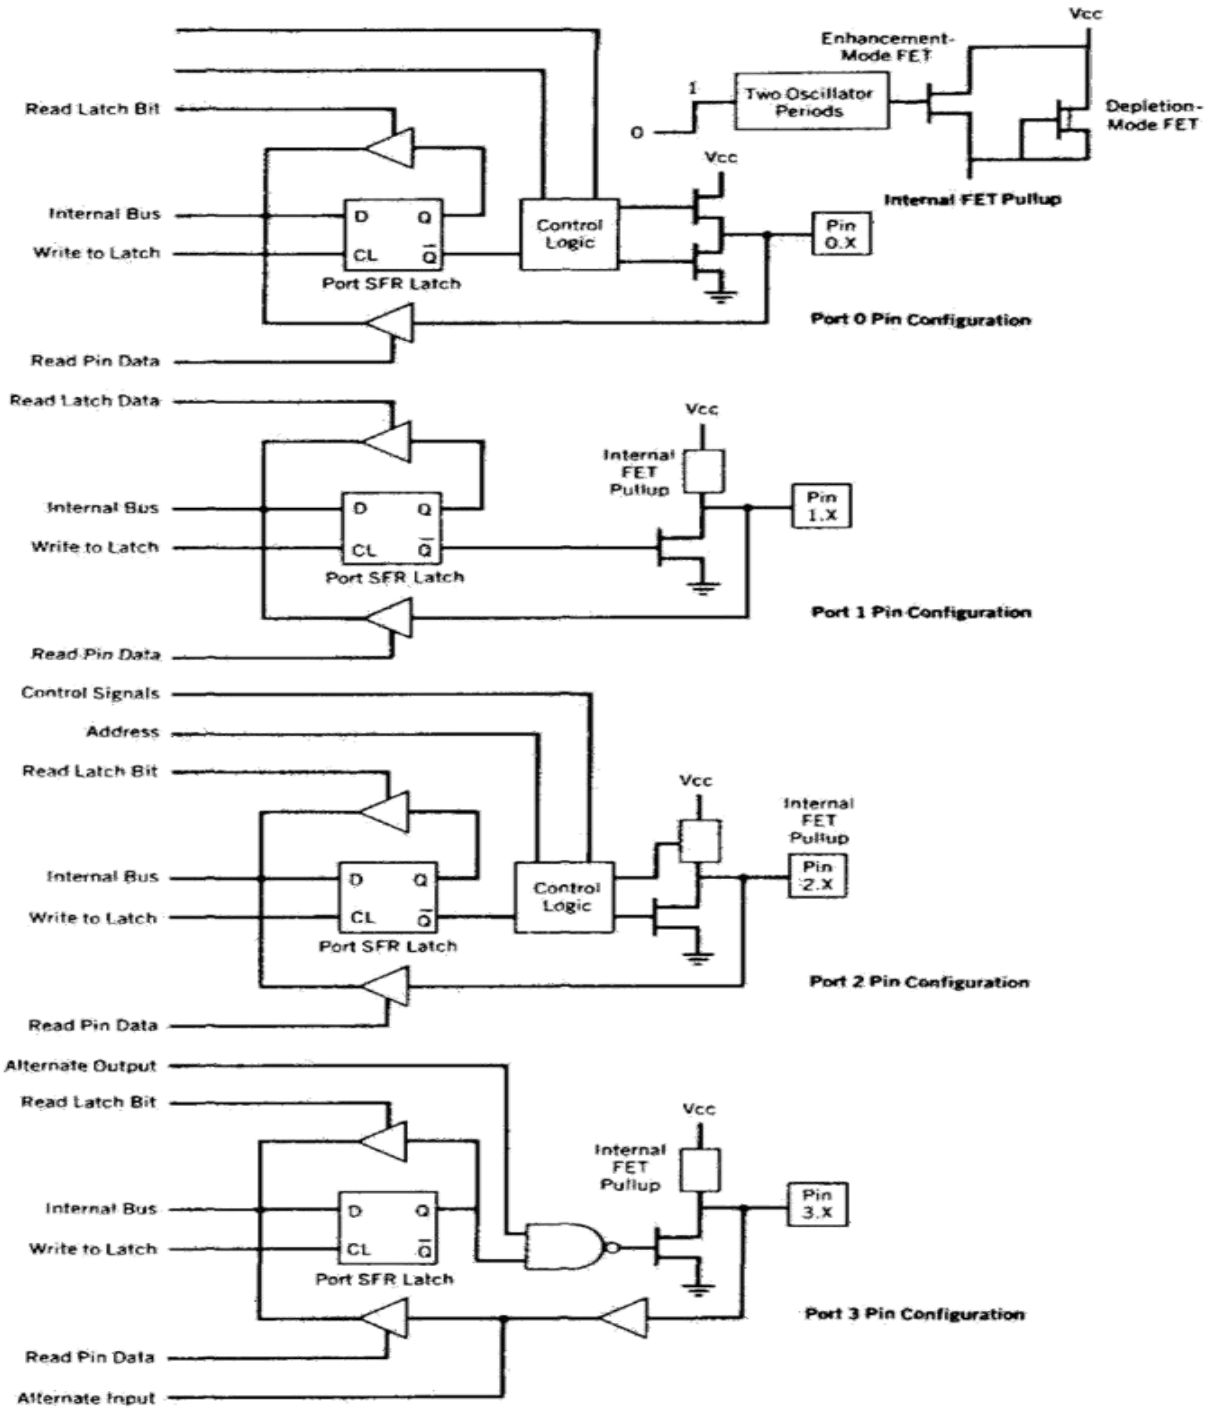 Vcc
Enhancement-
Mode FET
1
Two Oscillator
Periods
Depletion-
Mode FET
0
Internal FET Pullup
Read Latch Bit
Vcc
Internal Bus
D
Q
Control
Logic
Pin
0.X
Write to Latch
CL
Q̅
Port SFR Latch
Port 0 Pin Configuration
Read Pin Data
Read Latch Data
Vcc
Internal
FET
Pullup
Internal Bus
D
Q
Pin
1.X
Write to Latch
CL
Q̅
Port SFR Latch
Port 1 Pin Configuration
Read Pin Data
Control Signals
Address
Read Latch Bit
Vcc
Internal
FET
Pullup
Internal Bus
D
Q
Control
Logic
Pin
2.X
Write to Latch
CL
Q̅
Port SFR Latch
Port 2 Pin Configuration
Read Pin Data
Alternate Output
Read Latch Bit
Vcc
Internal
FET
Pullup
Internal Bus
D
Q
Pin
3.X
Write to Latch
CL
Q̅
Port SFR Latch
Port 3 Pin Configuration
Read Pin Data
Alternate Input